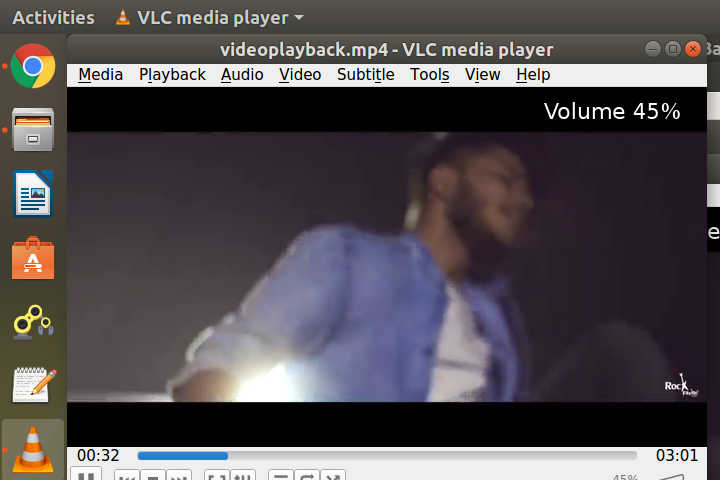 Activities VLC media player
videoplayback.mp4 - VLC media player
Media Playback Audio Video Subtitle Tools View Help
Volume 45%
Rock
00:32 03:01
45%